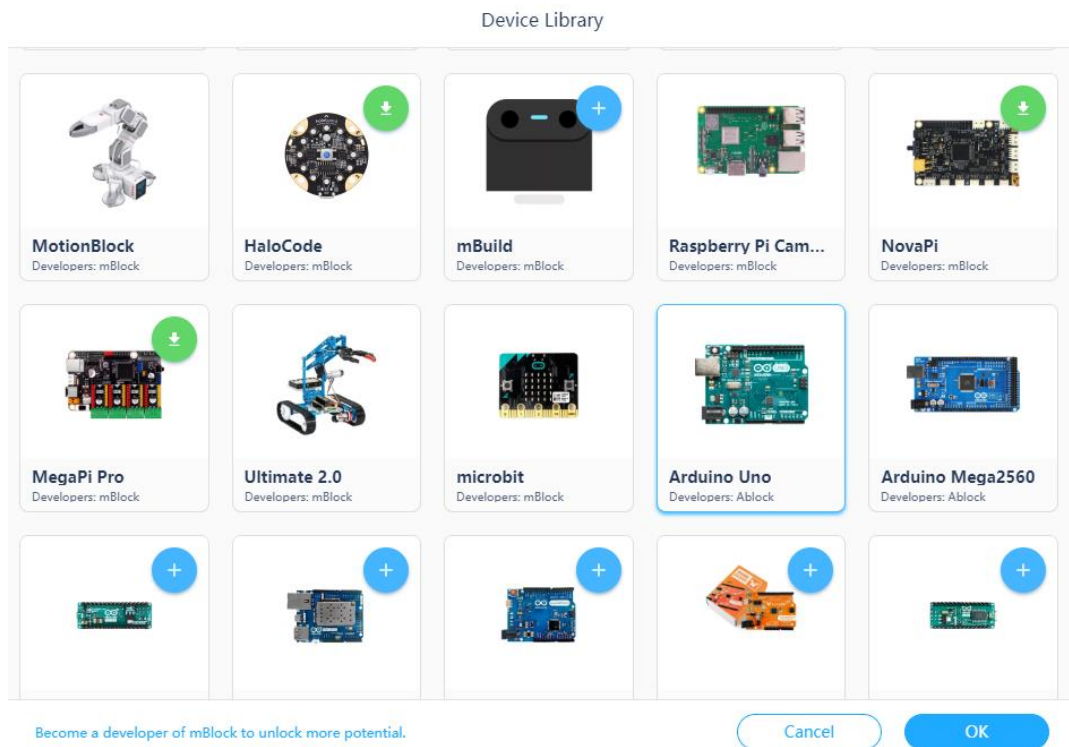 Device Library
MotionBlock
Developers: mBlock
HaloCode
Developers: mBlock
mBuild
Developers: mBlock
Raspberry Pi Cam...
Developers: mBlock
NovaPi
Developers: mBlock
MegaPi Pro
Developers: mBlock
Ultimate 2.0
Developers: mBlock
microbit
Developers: mBlock
Arduino Uno
Developers: Ablock
Arduino Mega2560
Developers: Ablock
Become a developer of mBlock to unlock more potential.
Cancel
OK